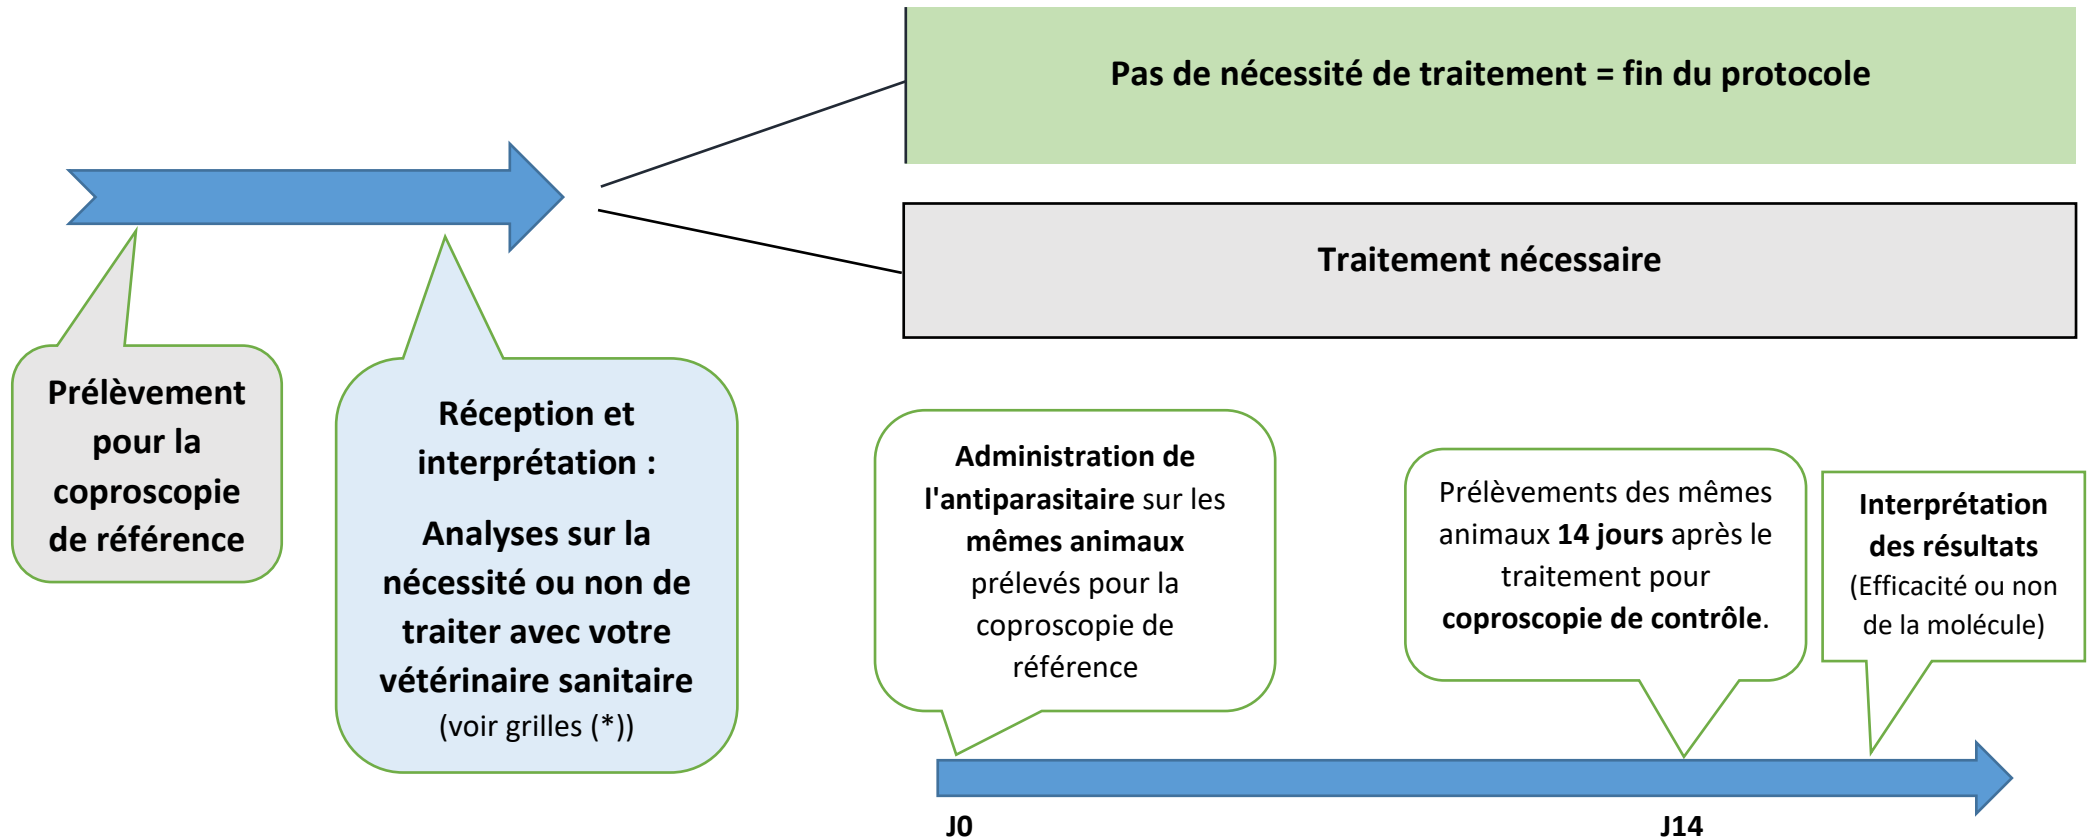 Pas de nécessité de traitement = fin du protocole
Traitement nécessaire
Prélèvement
pour la
coproscopie
de référence
Réception et
interprétation :
Analyses sur la
nécessité ou non de
traiter avec votre
vétérinaire sanitaire
(voir grilles (*))
Administration de
l'antiparasitaire sur les
mêmes animaux
prélevés pour la
coproscopie de
référence
Prélèvements des mêmes
animaux 14 jours après le
traitement pour
coproscopie de contrôle.
Interprétation
des résultats
(Efficacité ou non
de la molécule)
J0
J14